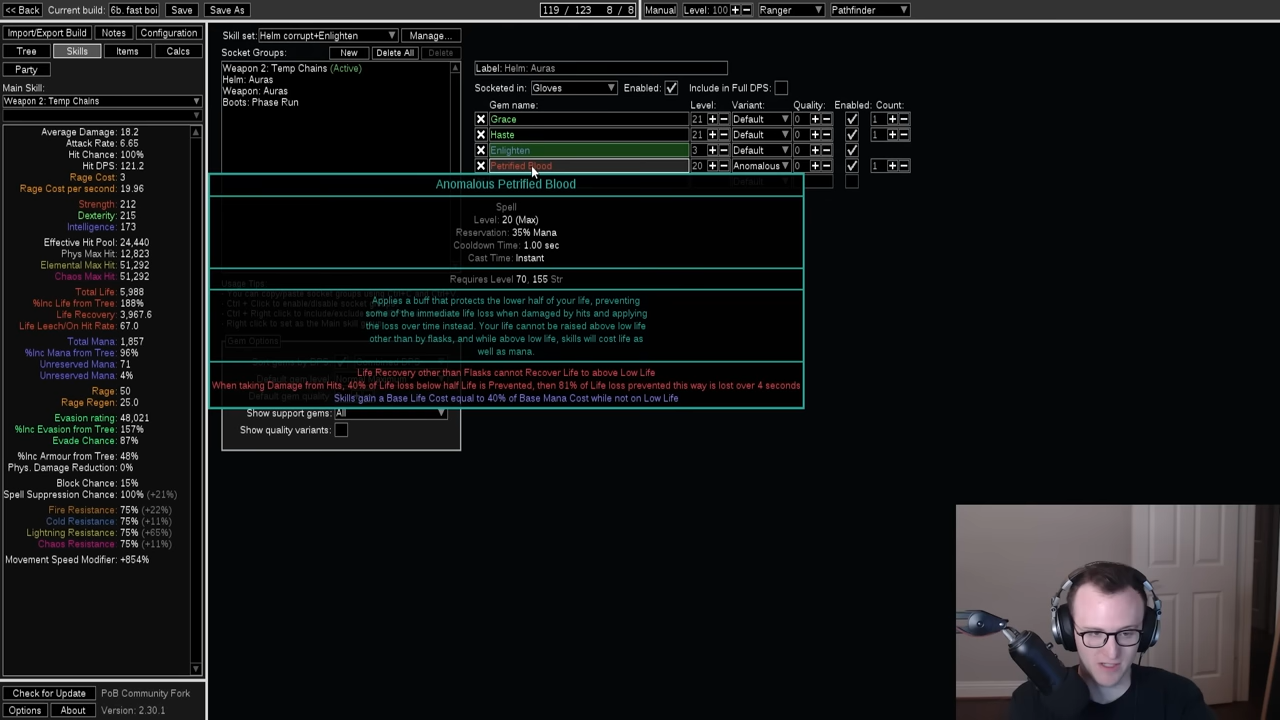 << Back Current build: 6b. fast boi Save Save As 119 / 123 8 / 8 Manual Level: 100 + − Ranger Pathfinder
Import/Export Build Notes Configuration
Tree Skills Items Calcs
Party
Main Skill:
Weapon 2: Temp Chains
Average Damage: 18.2
Attack Rate: 6.65
Hit Chance: 100%
Hit DPS: 121.2
Rage Cost: 3
Rage Cost per second: 19.96
Strength: 212
Dexterity: 215
Intelligence: 173
Effective Hit Pool: 24,440
Phys Max Hit: 12,823
Elemental Max Hit: 51,292
Chaos Max Hit: 51,292
Total Life: 5,988
%Inc Life from Tree: 188%
Life Recovery: 3,967.6
Life Leech/On Hit Rate: 67.0
Total Mana: 1,857
%Inc Mana from Tree: 96%
Unreserved Mana: 71
Unreserved Mana: 4%
Rage: 50
Rage Regen: 25.0
Evasion rating: 48,021
%Inc Evasion from Tree: 157%
Evade Chance: 87%
%Inc Armour from Tree: 48%
Phys. Damage Reduction: 0%
Block Chance: 15%
Spell Suppression Chance: 100% (+21%)
Fire Resistance: 75% (+22%)
Cold Resistance: 75% (+11%)
Lightning Resistance: 75% (+65%)
Chaos Resistance: 75% (+11%)
Movement Speed Modifier: +854%
Check for Update PoB Community Fork
Options About Version: 2.30.1
Skill set: Helm corrupt+Enlighten Manage...
Socket Groups: New Delete All Delete
Weapon 2: Temp Chains (Active)
Helm: Auras
Weapon: Auras
Boots: Phase Run
Label: Helm: Auras
Socketed in: Gloves Enabled: Include in Full DPS:
Gem name: Level: Variant: Quality: Enabled: Count:
Grace 21 + − Default 0 + − 1 + −
Haste 21 + − Default 0 + − 1 + −
Enlighten 3 + − Default 0 + −
Petrified Blood 20 + − Anomalous 0 + − 1 + −
Anomalous Petrified Blood
Spell
Level: 20 (Max)
Reservation: 35% Mana
Cooldown Time: 1.00 sec
Cast Time: Instant
Requires Level 70, 155 Str
Applies a buff that protects the lower half of your life, preventing
some of the immediate life loss when damaged by hits and applying
the loss over time instead. Your life cannot be raised above low life
other than by flasks, and while above low life, skills will cost life as
well as mana.
Life Recovery other than Flasks cannot Recover Life to above Low Life
When taking Damage from Hits, 40% of Life loss below half Life is Prevented, then 81% of Life loss prevented this way is lost over 4 seconds
Skills gain a Base Life Cost equal to 40% of Base Mana Cost while not on Low Life
Show support gems: All
Show quality variants: